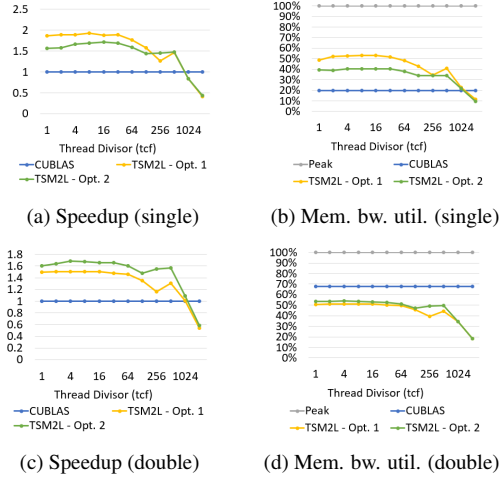 2.5
2
1.5
1
0.5
0
1 4 16 64 256 1024
Thread Divisor (tcf)
CUBLAS TSM2L - Opt. 1
TSM2L - Opt. 2
(a) Speedup (single)
100%
90%
80%
70%
60%
50%
40%
30%
20%
10%
0%
1 4 16 64 256 1024
Thread Divisor (tcf)
Peak CUBLAS
TSM2L - Opt. 1 TSM2L - Opt. 2
(b) Mem. bw. util. (single)
1.8
1.6
1.4
1.2
1
0.8
0.6
0.4
0.2
0
1 4 16 64 256 1024
Thread Divisor (tcf)
CUBLAS TSM2L - Opt. 1
TSM2L - Opt. 2
(c) Speedup (double)
100%
90%
80%
70%
60%
50%
40%
30%
20%
10%
0%
1 4 16 64 256 1024
Thread Divisor (tcf)
Peak CUBLAS
TSM2L - Opt. 1 TSM2L - Opt. 2
(d) Mem. bw. util. (double)